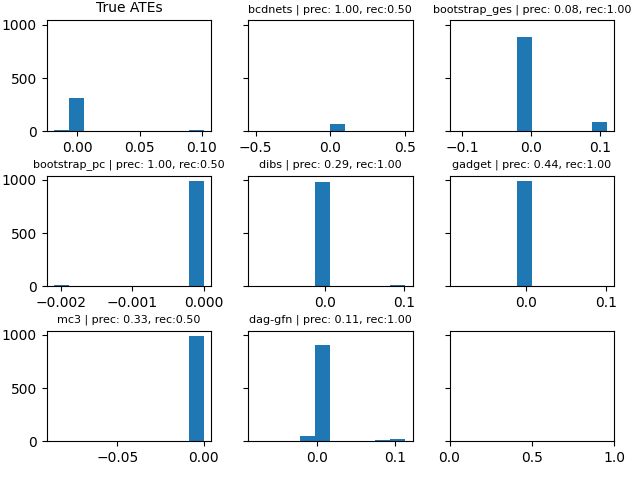 True ATEs
bcdnets | prec: 1.00, rec:0.50
bootstrap_ges | prec: 0.08, rec:1.00
1000
500
0
0.00 0.05 0.10
−0.5 0.0 0.5
−0.1 0.0 0.1
bootstrap_pc | prec: 1.00, rec:0.50
dibs | prec: 0.29, rec:1.00
gadget | prec: 0.44, rec:1.00
1000
500
0
−0.002 −0.001 0.000
0.0 0.1
0.0 0.1
mc3 | prec: 0.33, rec:0.50
dag-gfn | prec: 0.11, rec:1.00
1000
500
0
−0.05 0.00
0.0 0.1
0.0 0.5 1.0